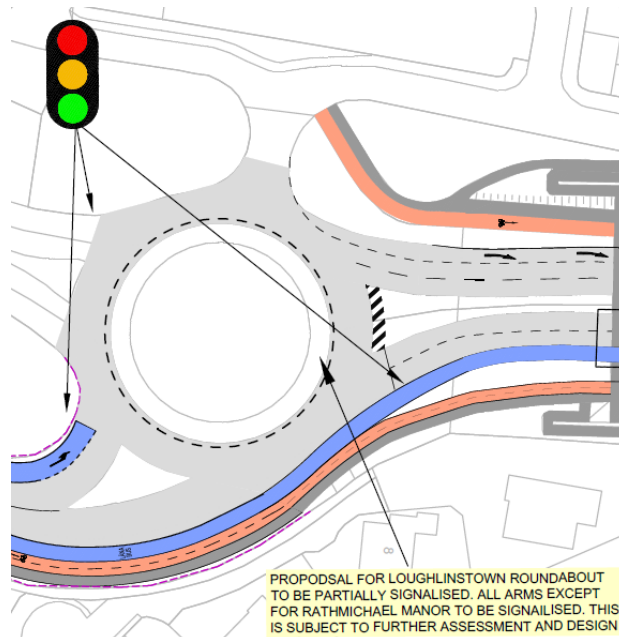 PROPODSAL FOR LOUGHLINSTOWN ROUNDABOUT
TO BE PARTIALLY SIGNALISED. ALL ARMS EXCEPT
FOR RATHMICHAEL MANOR TO BE SIGNAILISED. THIS
IS SUBJECT TO FURTHER ASSESSMENT AND DESIGN